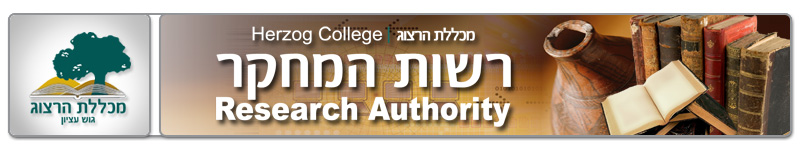 מכללת הרצוג
גוש עציון
Herzog College | מכללת הרצוג
רשות המחקר
Research Authority